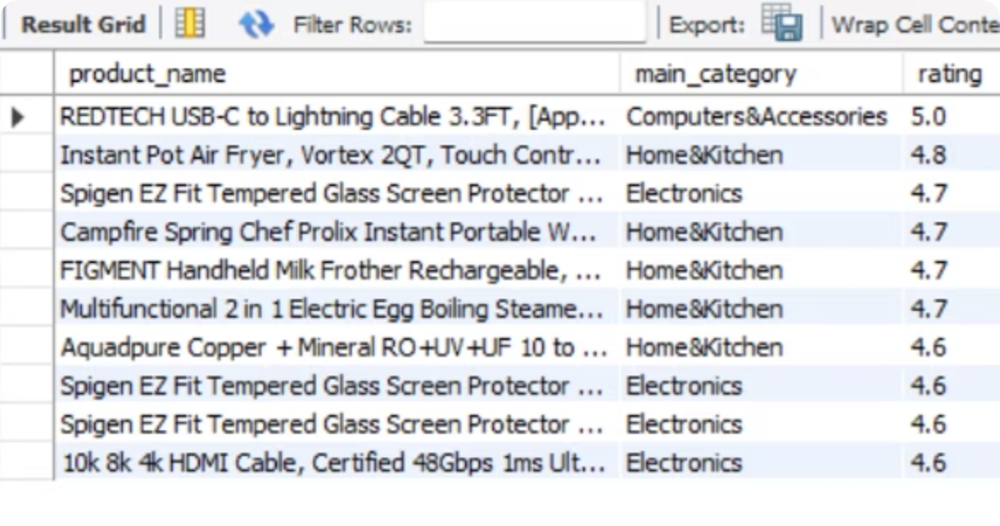 Result Grid Filter Rows: Export: Wrap Cell Conte
product_name main_category rating
REDTECH USB-C to Lightning Cable 3.3FT, [App... Computers&Accessories 5.0
Instant Pot Air Fryer, Vortex 2QT, Touch Contr... Home&Kitchen 4.8
Spigen EZ Fit Tempered Glass Screen Protector ... Electronics 4.7
Campfire Spring Chef Prolix Instant Portable W... Home&Kitchen 4.7
FIGMENT Handheld Milk Frother Rechargeable, ... Home&Kitchen 4.7
Multifunctional 2 in 1 Electric Egg Boiling Steame... Home&Kitchen 4.7
Aquadpure Copper + Mineral RO+UV+UF 10 to ... Home&Kitchen 4.6
Spigen EZ Fit Tempered Glass Screen Protector ... Electronics 4.6
Spigen EZ Fit Tempered Glass Screen Protector ... Electronics 4.6
10k 8k 4k HDMI Cable, Certified 48Gbps 1ms Ult... Electronics 4.6